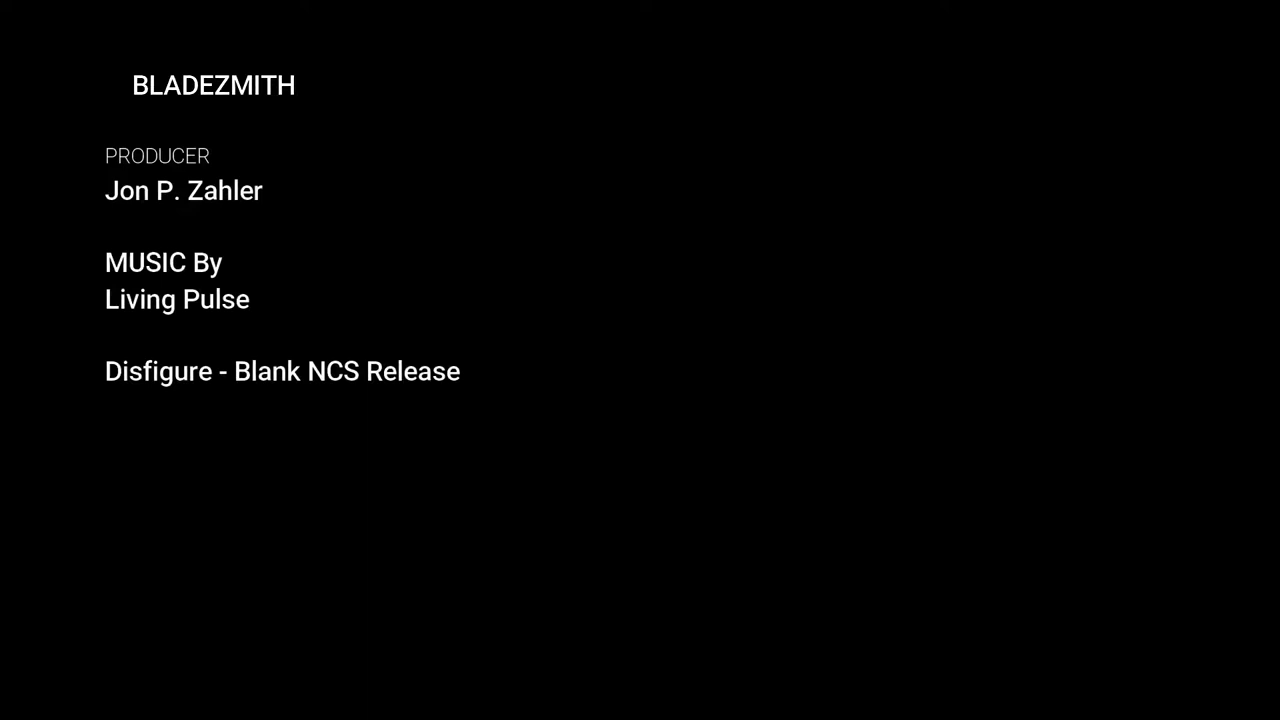 BLADEZMITH
PRODUCER
Jon P. Zahler
MUSIC By
Living Pulse
Disfigure - Blank NCS Release